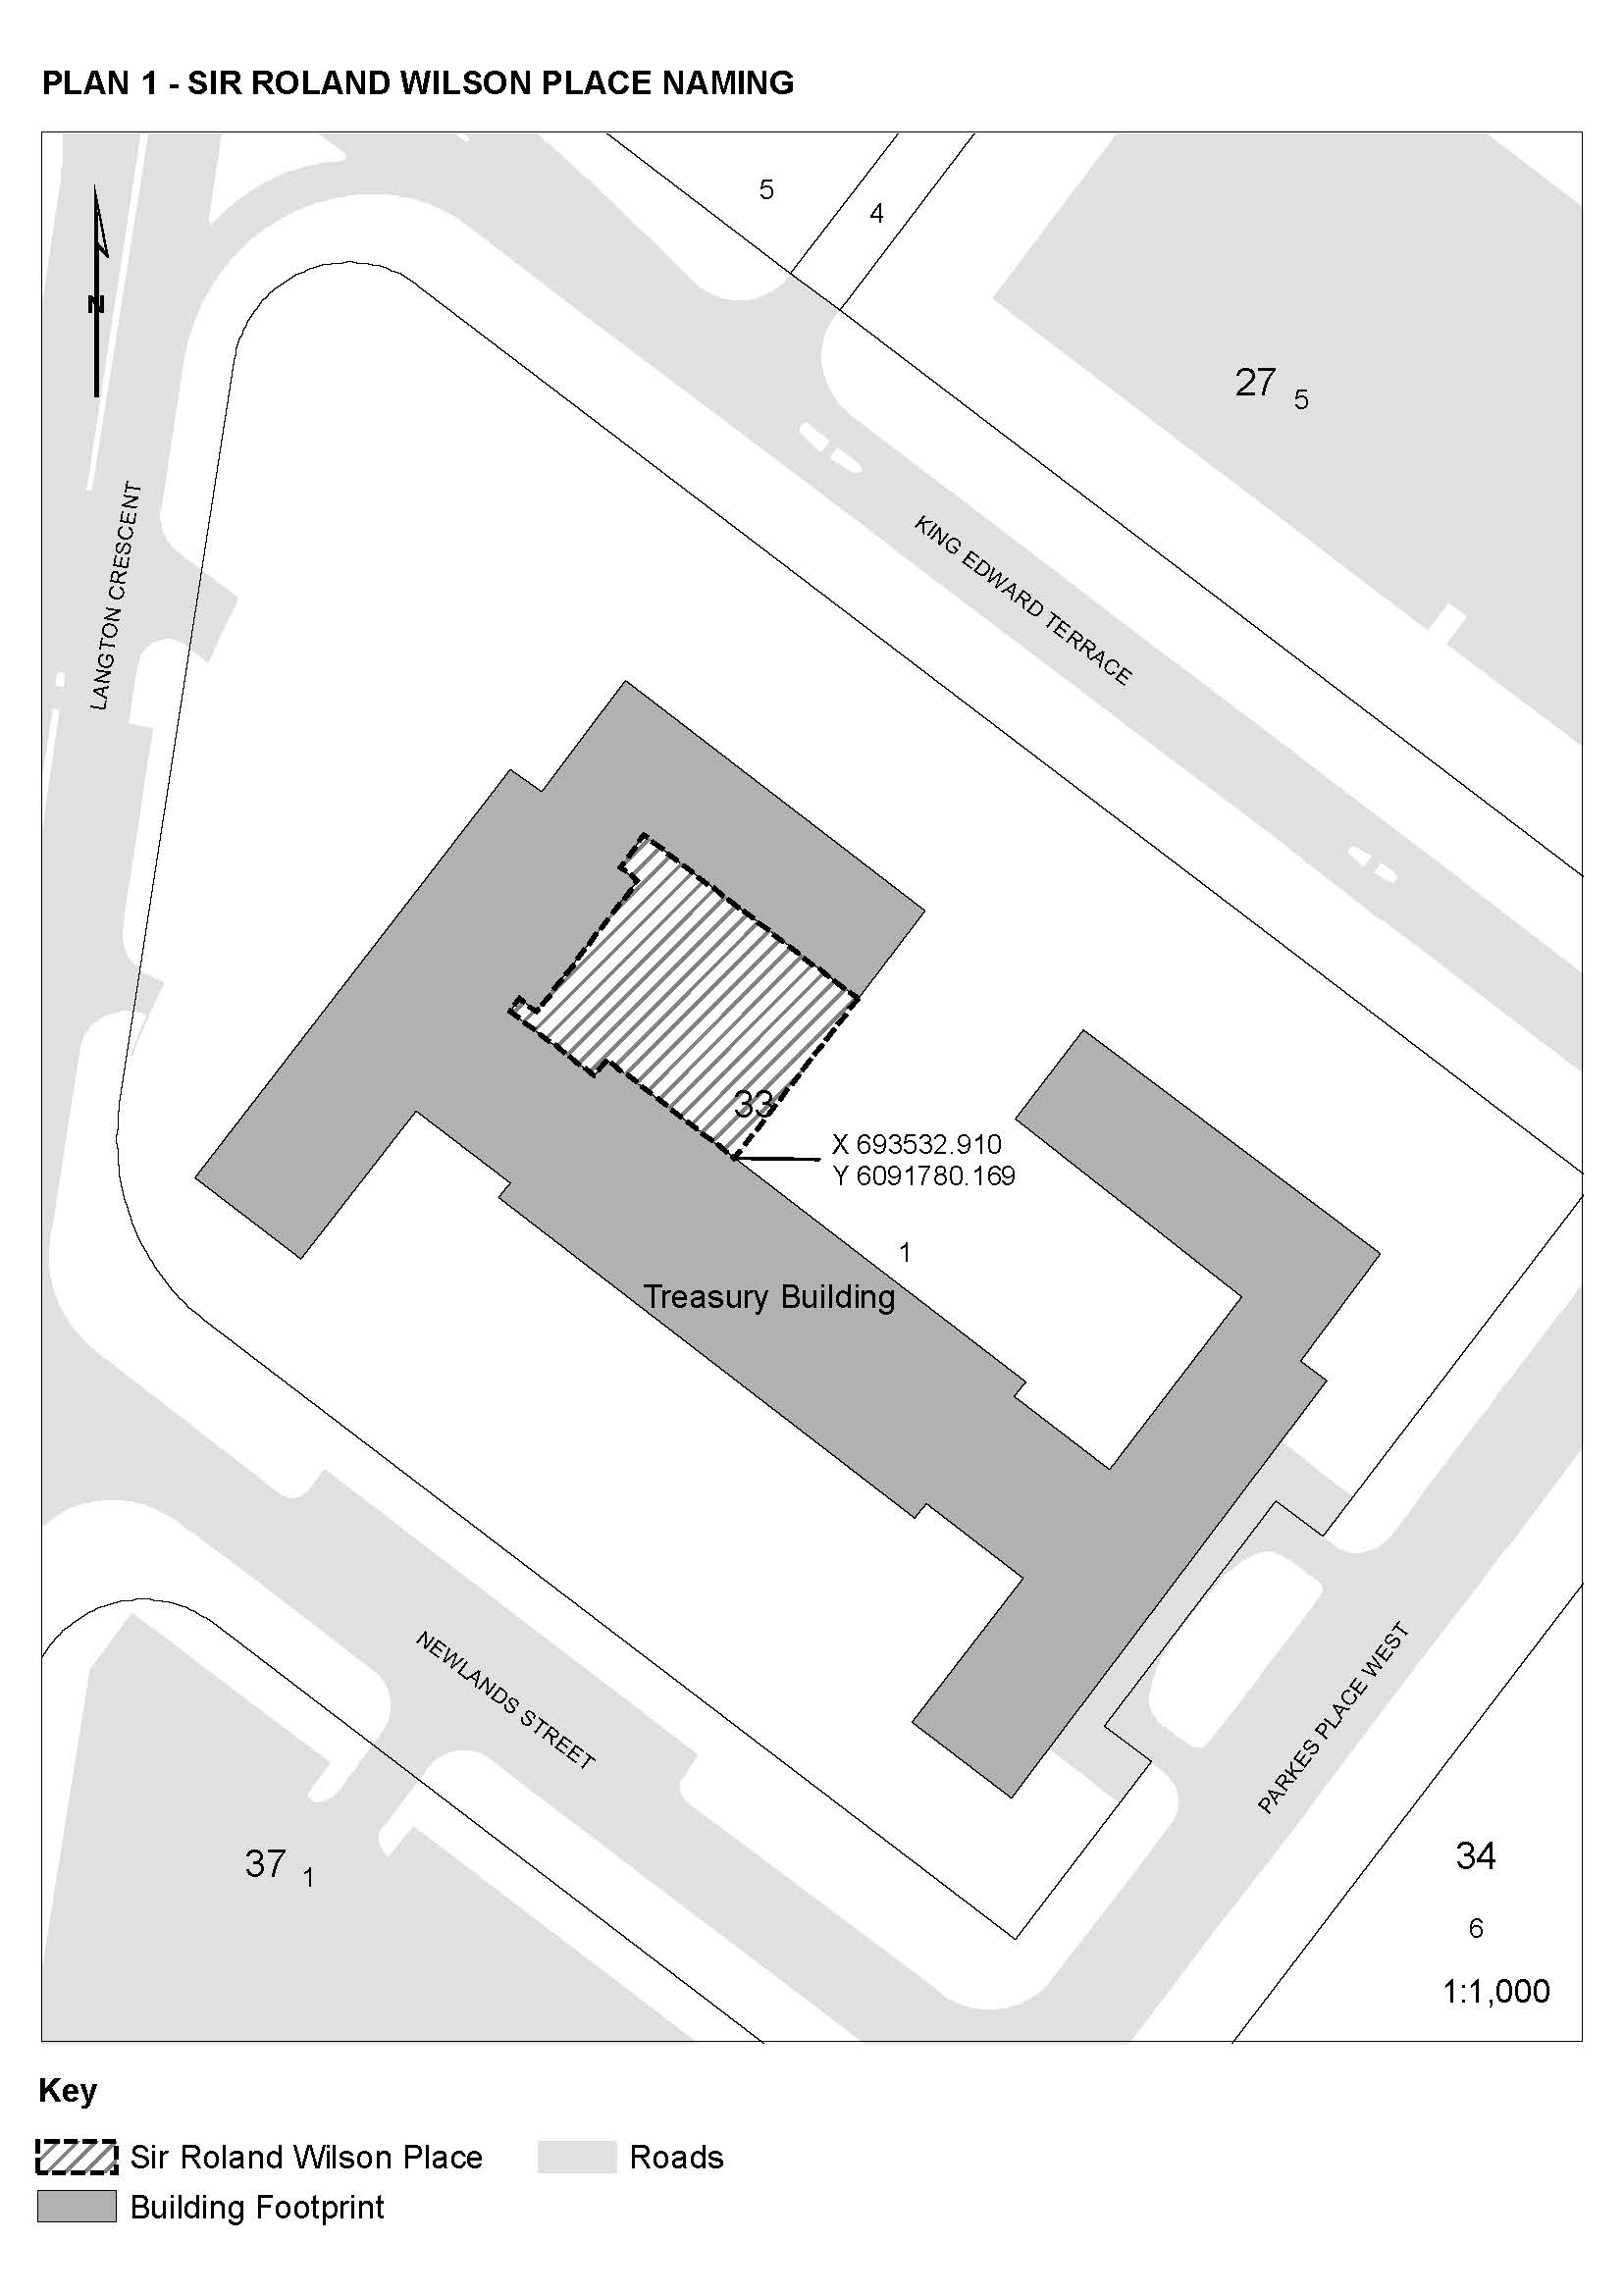 PLAN 1 - SIR ROLAND WILSON PLACE NAMING
5
4
N
27
5
LANGTON CRESCENT
KING EDWARD TERRACE
33
X 693532.910
Y 6091780.169
1
Treasury Building
NEWLANDS STREET
PARKES PLACE WEST
37
1
34
6
1:1,000
Key
Sir Roland Wilson Place
Roads
Building Footprint